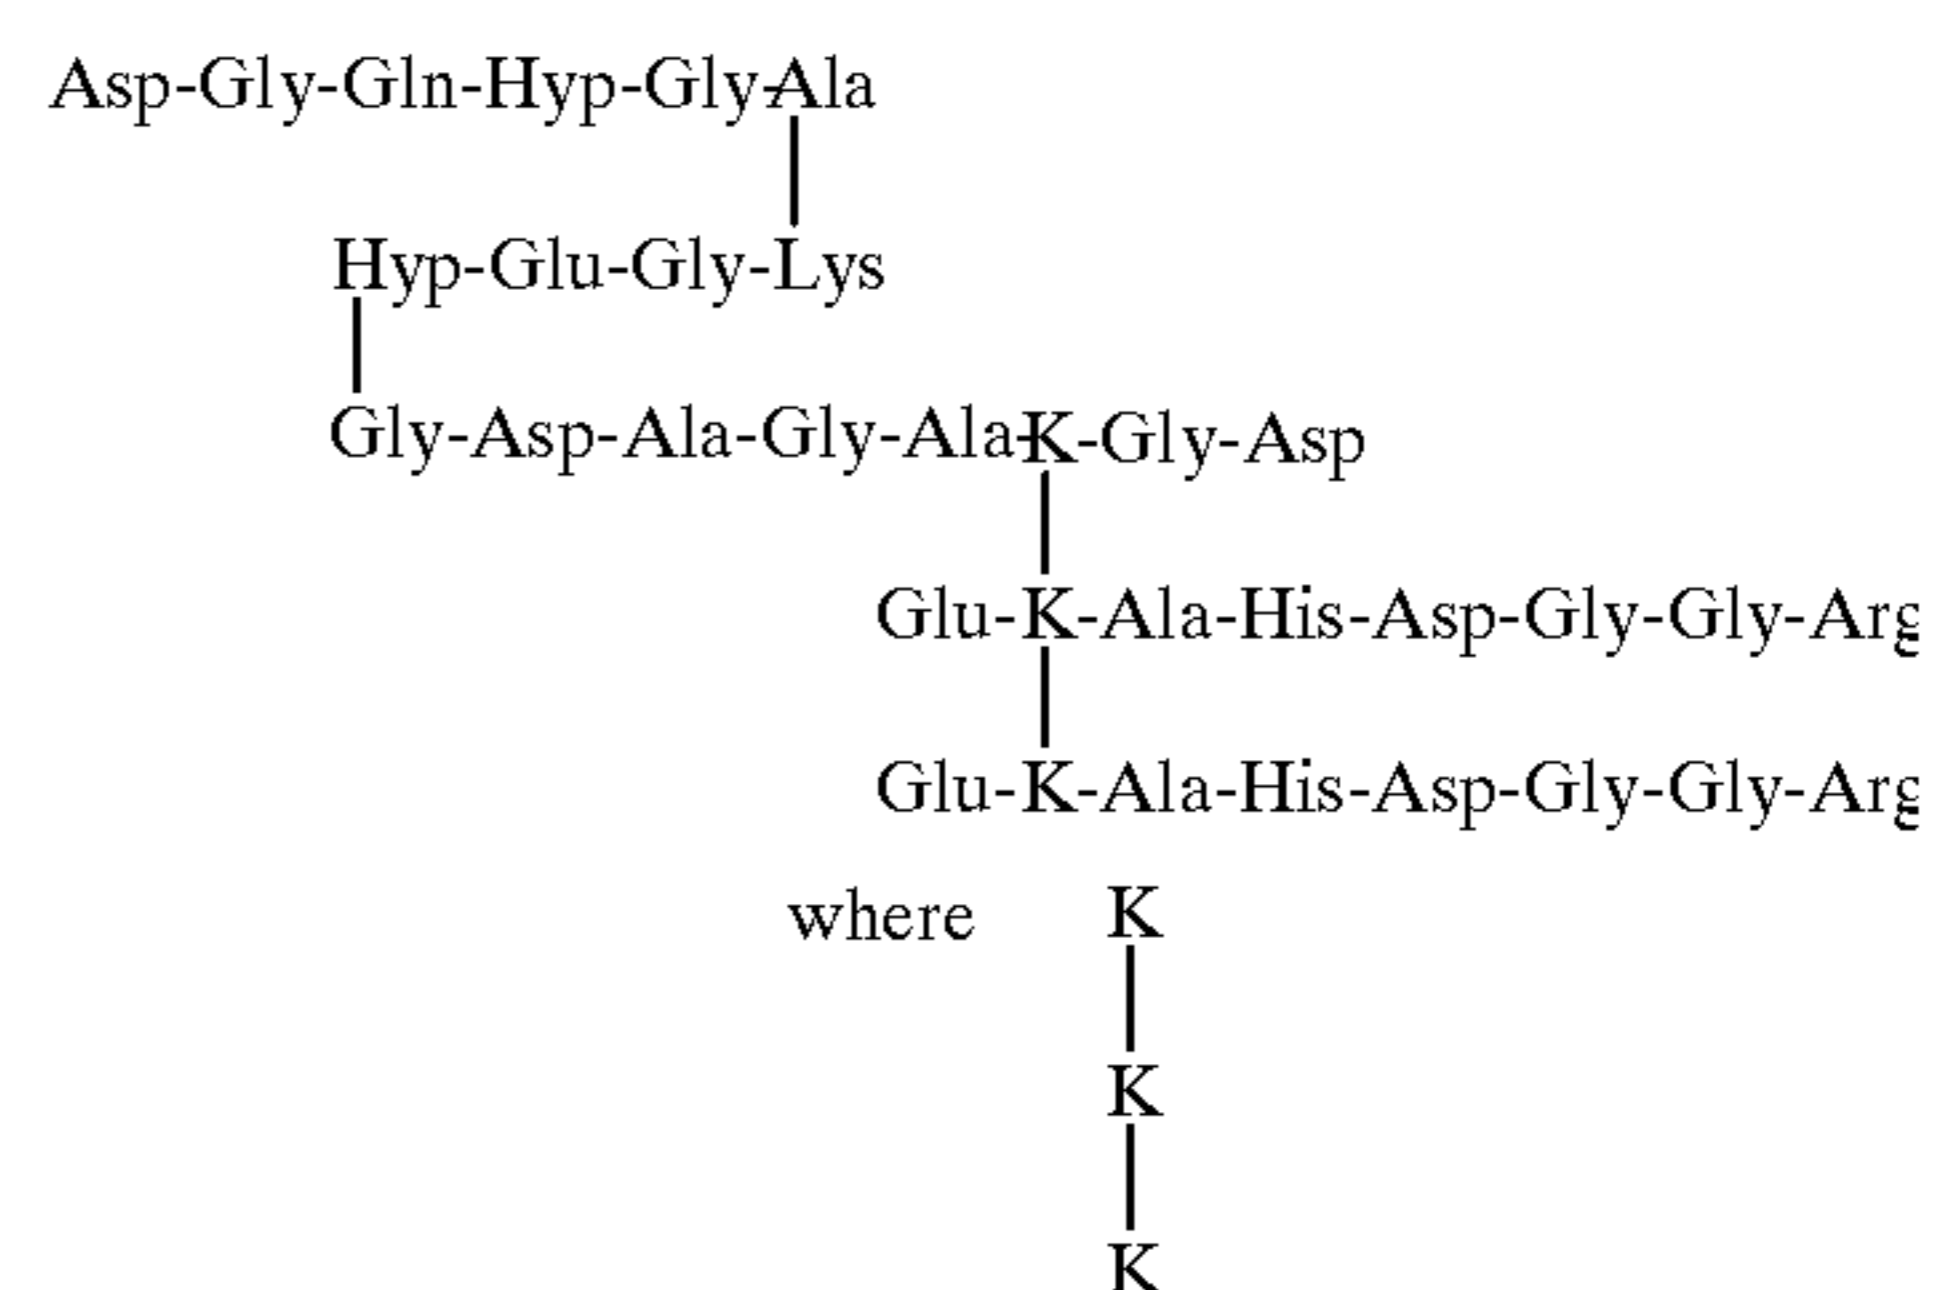 Asp-Gly-Gln-Hyp-Gly-Ala
Hyp-Glu-Gly-Lys
Gly-Asp-Ala-Gly-Ala-K-Gly-Asp
Glu-K-Ala-His-Asp-Gly-Gly-Arg
Glu-K-Ala-His-Asp-Gly-Gly-Arg
where K
K
K